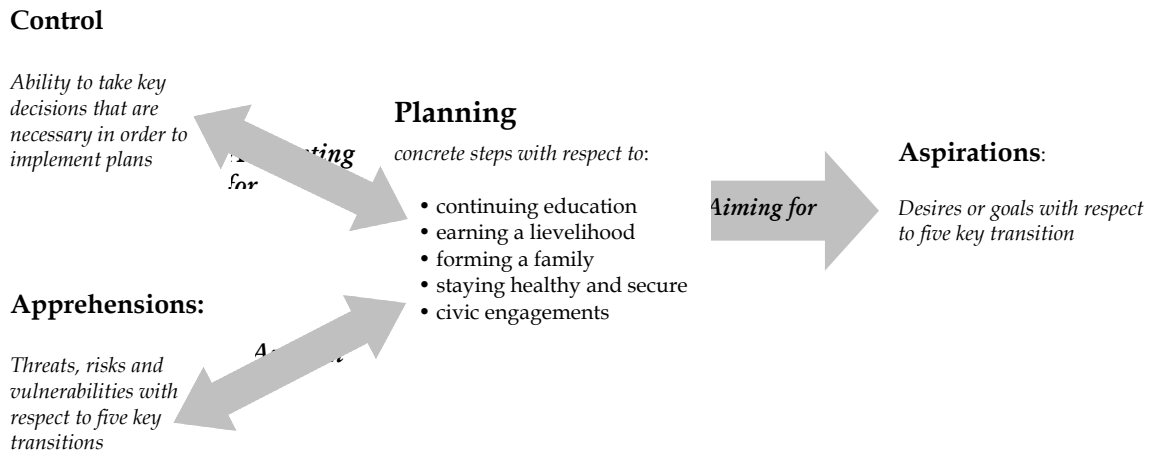 Control
Ability to take key
decisions that are
necessary in order to
implement plans
for
Planning
concrete steps with respect to:
• continuing education
• earning a lievelihood
• forming a family
• staying healthy and secure
• civic engagements
Aiming for
Aspirations:
Desires or goals with respect
to five key transition
Apprehensions:
Threats, risks and
vulnerabilities with
respect to five key
transitions